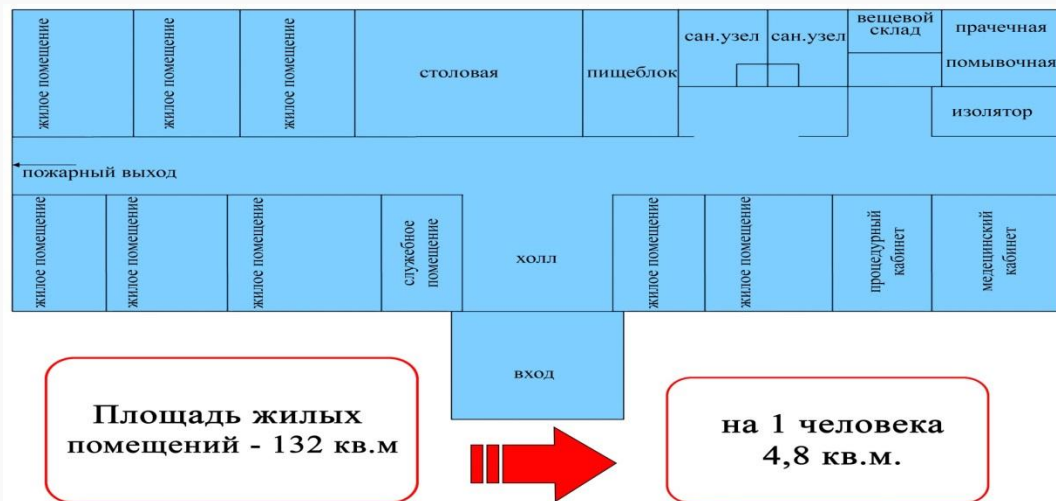 жилое помещение
жилое помещение
жилое помещение
столовая
пищеблок
сан.узел
сан.узел
вещевой
склад
прачечная
помывочная
изолятор
пожарный выход
жилое помещение
жилое помещение
жилое помещение
служебное
помещение
холл
жилое помещение
жилое помещение
процедурный
кабинет
медецинский
кабинет
вход
Площадь жилых
помещений - 132 кв.м
на 1 человека
4,8 кв.м.